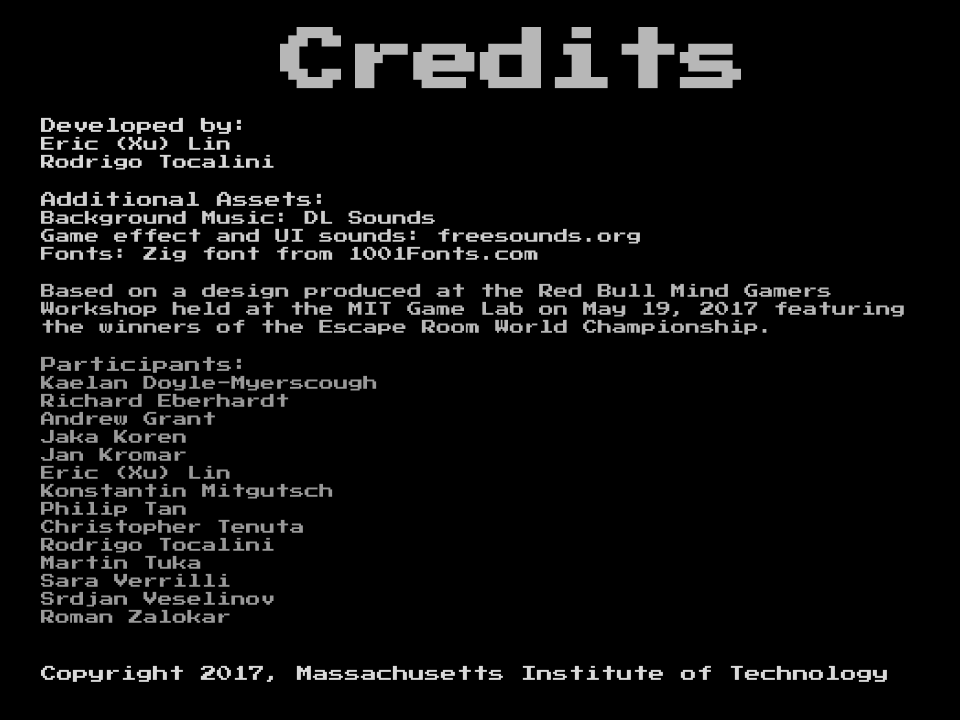 Credits
Developed by:
Eric (Xu) Lin
Rodrigo Tocalini
Additional Assets:
Background Music: DL Sounds
Game effect and UI sounds: freesounds.org
Fonts: Zig font from 1001Fonts.com
Based on a design produced at the Red Bull Mind Gamers
Workshop held at the MIT Game Lab on May 19, 2017 featuring
the winners of the Escape Room World Championship.
Participants:
Kaelan Doyle-Myerscough
Richard Eberhardt
Andrew Grant
Jaka Koren
Jan Kromar
Eric (Xu) Lin
Konstantin Mitgutsch
Philip Tan
Christopher Tenuta
Rodrigo Tocalini
Martin Tuka
Sara Verrilli
Srdjan Veselinov
Roman Zalokar
Copyright 2017, Massachusetts Institute of Technology